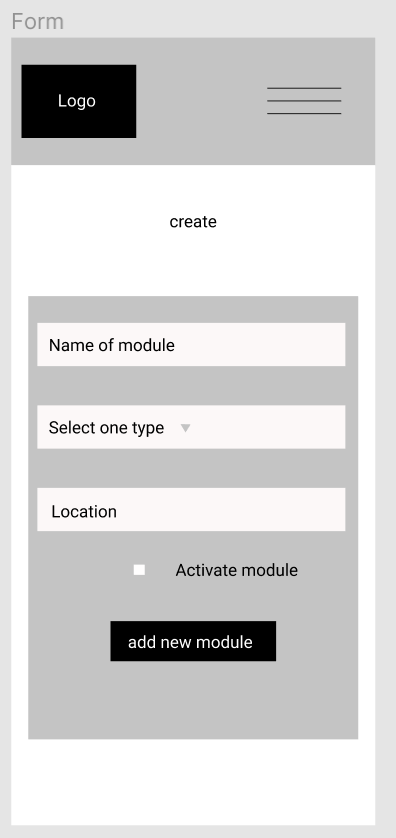 Form
Logo
create
Name of module
Select one type
Location
Activate module
add new module